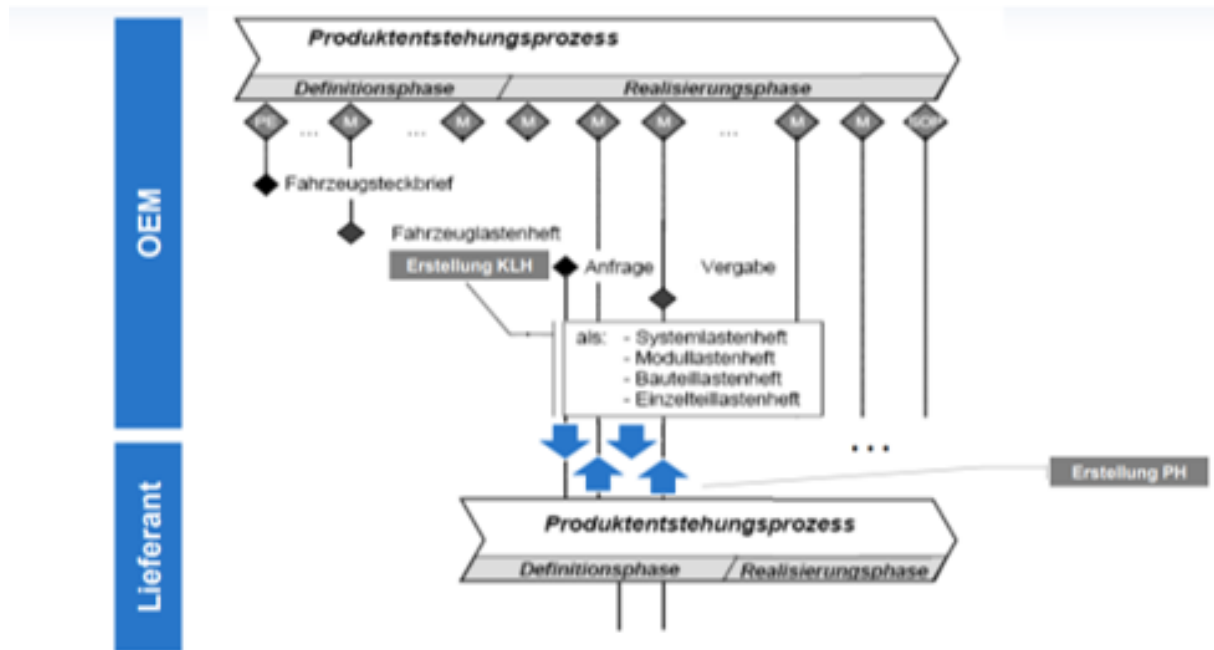 OEM
Produktentstehungsprozess
Definitionsphase
Realisierungsphase
PE ... M ... M M M M ... M M SOP
Fahrzeugsteckbrief
Fahrzeuglastenheft
Erstellung KLH
Anfrage
Vergabe
als: - Systemlastenheft
- Modullastenheft
- Bauteillastenheft
- Einzelteillastenheft
...
Erstellung PH
Lieferant
Produktentstehungsprozess
Definitionsphase
Realisierungsphase